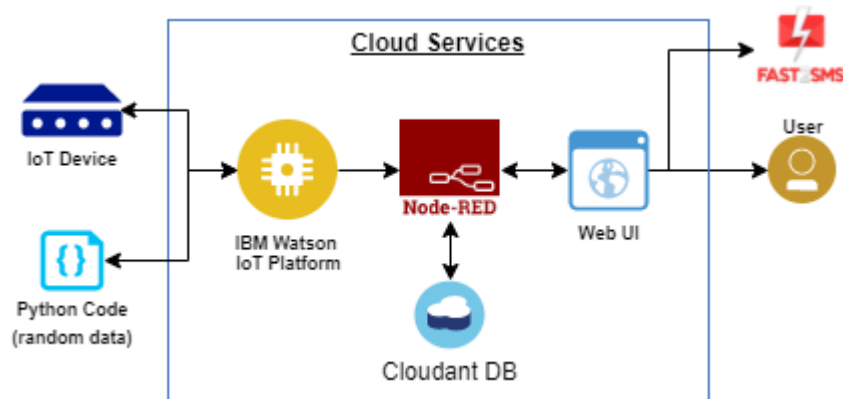 Cloud Services
FAST2SMS
IoT Device
User
IBM Watson
IoT Platform
Node-RED
Web UI
Python Code
(random data)
Cloudant DB